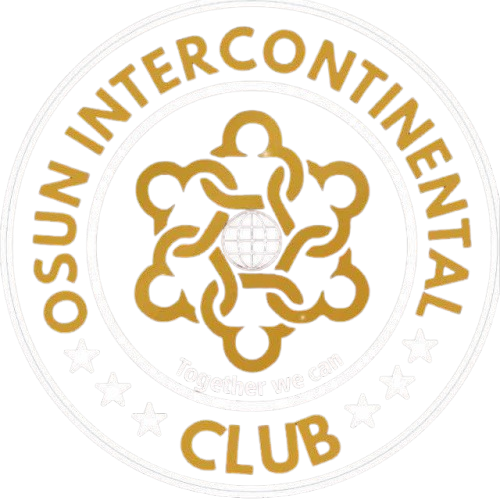 OSUN INTERCONTINENTAL
Together we can
CLUB